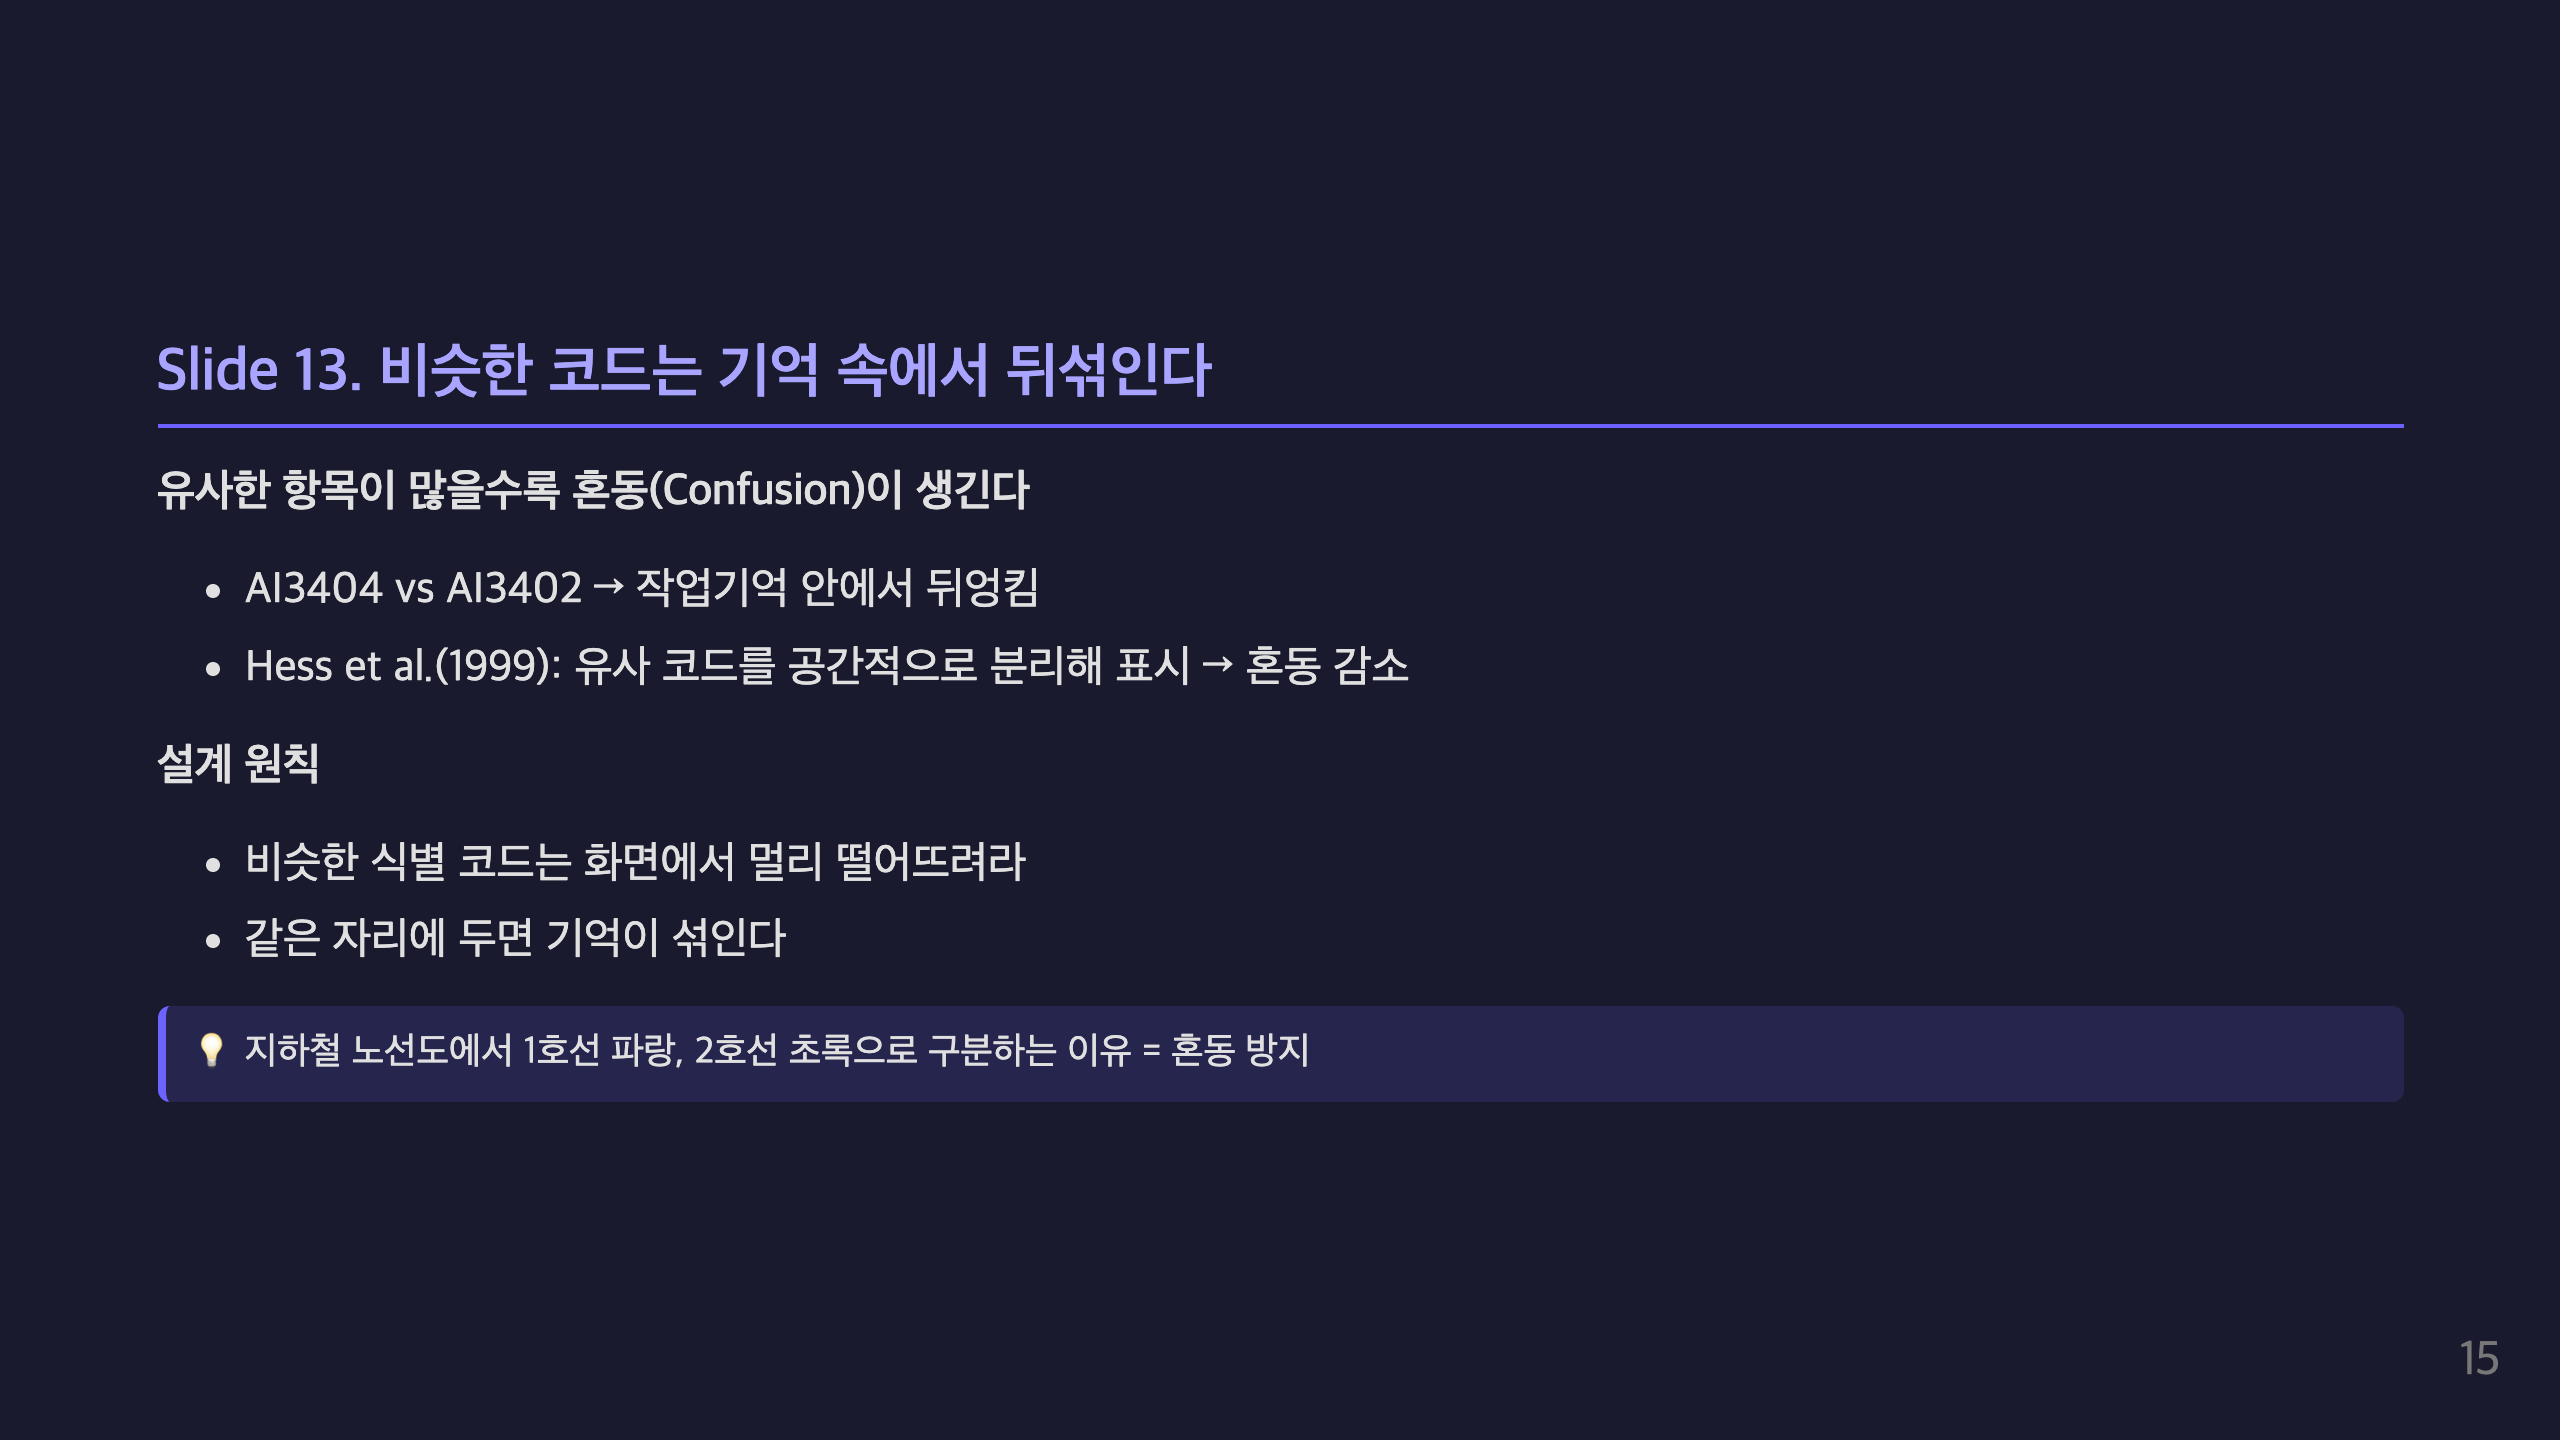 Slide 13. 비슷한 코드는 기억 속에서 뒤섞인다
유사한 항목이 많을수록 혼동(Confusion)이 생긴다
• AI3404 vs AI3402 → 작업기억 안에서 뒤엉킴
• Hess et al.(1999): 유사 코드를 공간적으로 분리해 표시 → 혼동 감소
설계 원칙
• 비슷한 식별 코드는 화면에서 멀리 떨어뜨려라
• 같은 자리에 두면 기억이 섞인다
💡 지하철 노선도에서 1호선 파랑, 2호선 초록으로 구분하는 이유 = 혼동 방지
15